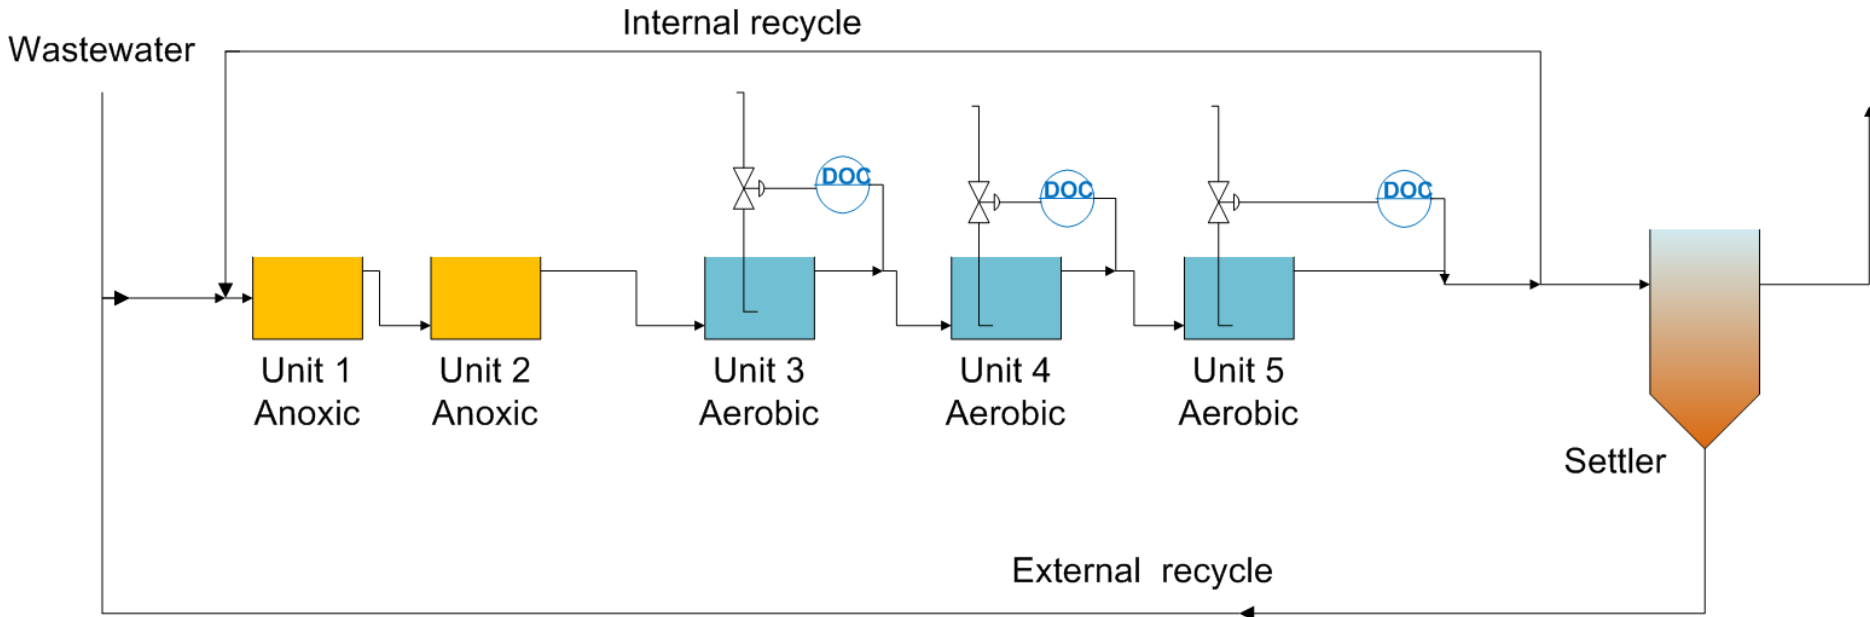 Internal recycle
Wastewater
DOC
DOC
DOC
Unit 1
Anoxic
Unit 2
Anoxic
Unit 3
Aerobic
Unit 4
Aerobic
Unit 5
Aerobic
Settler
External recycle